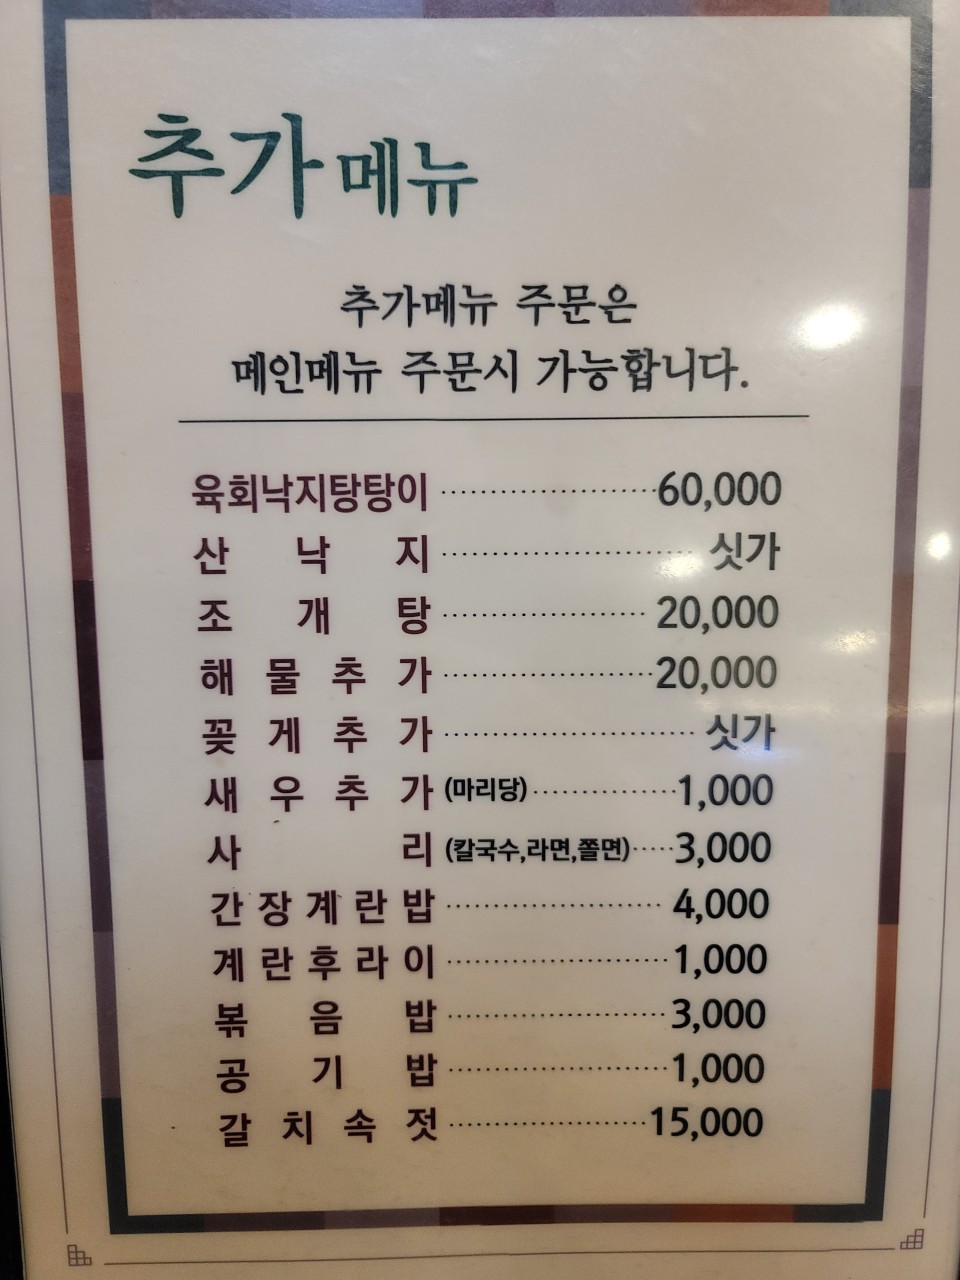 추가 메뉴
추가메뉴 주문은
메인메뉴 주문시 가능합니다.
육회낙지탕탕이 ······················ 60,000
산 낙 지 ·························· 싯가
조 개 탕 ····················· 20,000
해 물 추 가 ······················ 20,000
꽃 게 추 가 ·························· 싯가
새 우 추 가 (마리당) ··············· 1,000
사 리 (칼국수,라면,쫄면) ····· 3,000
간 장 계 란 밥 ······················ 4,000
계 란 후 라 이 ······················· 1,000
볶 음 밥 ······················· 3,000
공 기 밥 ······················· 1,000
갈 치 속 젓 ····················· 15,000